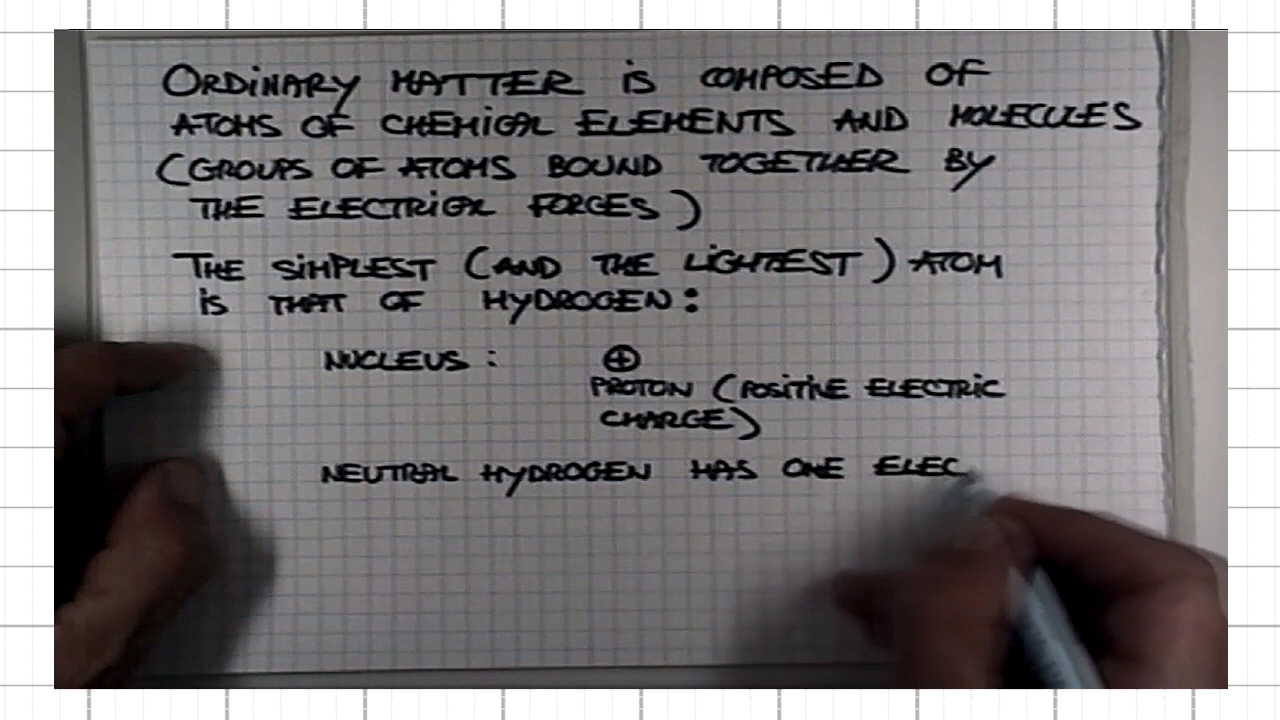 ORDINARY MATTER IS COMPOSED OF
ATOMS OF CHEMICAL ELEMENTS AND MOLECULES
(GROUPS OF ATOMS BOUND TOGETHER BY
THE ELECTRICAL FORCES)
THE SIMPLEST (AND THE LIGHTEST) ATOM
IS THAT OF HYDROGEN:
NUCLEUS: ⊕
PROTON (POSITIVE ELECTRIC
CHARGE)
NEUTRAL HYDROGEN HAS ONE ELEC